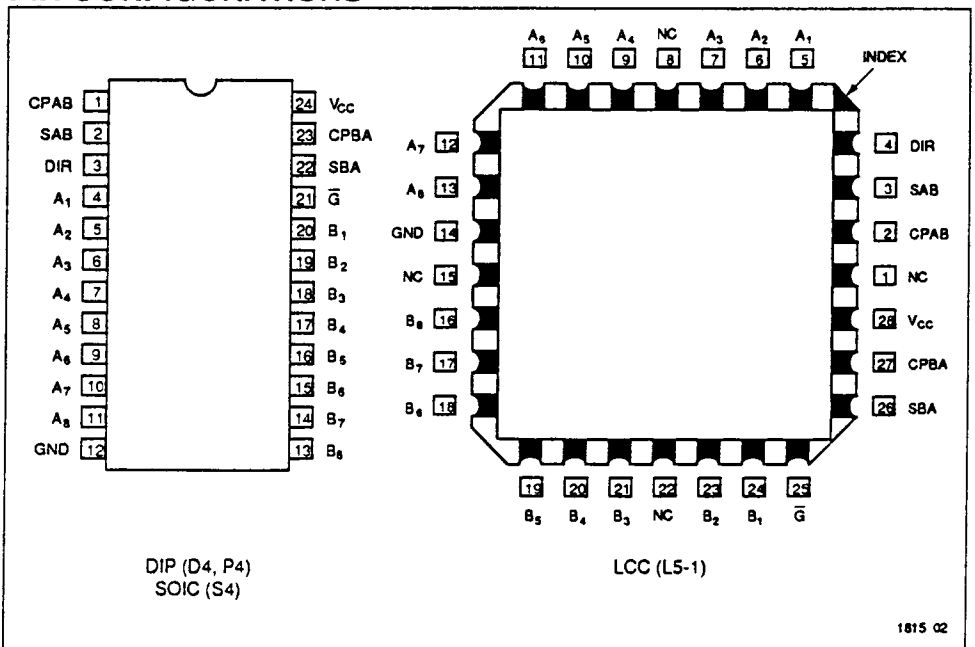 CPAB 1
SAB 2
DIR 3
A₁ 4
A₂ 5
A₃ 6
A₄ 7
A₅ 8
A₆ 9
A₇ 10
A₈ 11
GND 12
24 V_CC
23 CPBA
22 SBA
21 G̅
20 B₁
19 B₂
18 B₃
17 B₄
16 B₅
15 B₆
14 B₇
13 B₈
DIP (D4, P4)
SOIC (S4)
A₆ A₅ A₄ NC A₃ A₂ A₁
11 10 9 8 7 6 5
INDEX
A₇ 12
A₈ 13
GND 14
NC 15
B₈ 16
B₇ 17
B₆ 18
4 DIR
3 SAB
2 CPAB
1 NC
28 V_CC
27 CPBA
26 SBA
19 20 21 22 23 24 25
B₅ B₄ B₃ NC B₂ B₁ G̅
LCC (L5-1)
1815 02